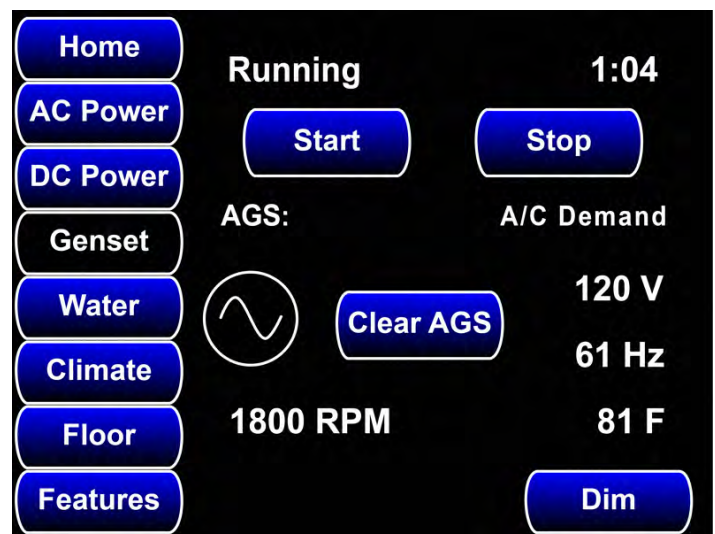 Home
AC Power
DC Power
Genset
Water
Climate
Floor
Features
Running 1:04
Start Stop
AGS: A/C Demand
120 V
Clear AGS
61 Hz
1800 RPM 81 F
Dim